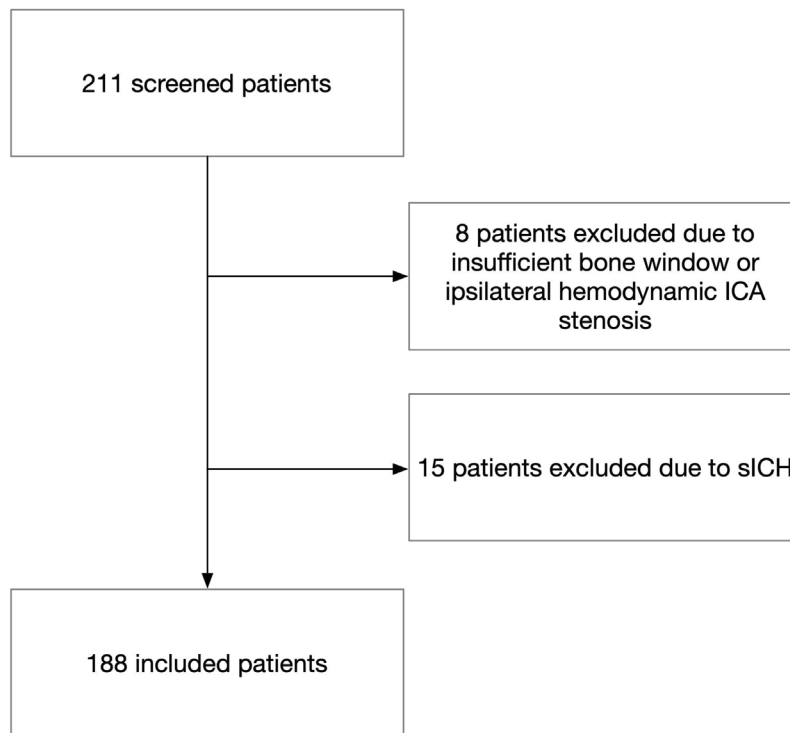 211 screened patients
8 patients excluded due to
insufficient bone window or
ipsilateral hemodynamic ICA
stenosis
15 patients excluded due to sICH
188 included patients